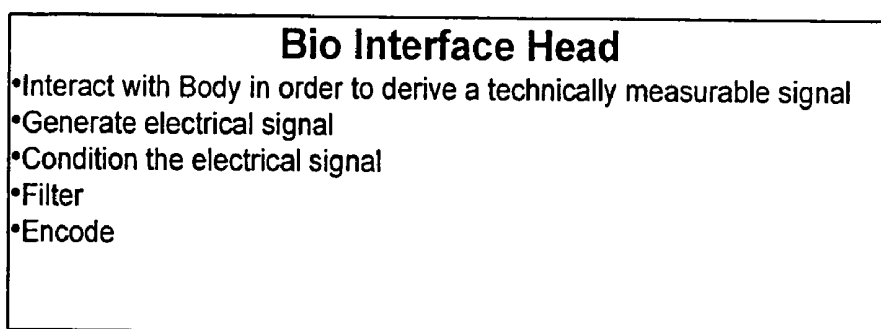 Bio Interface Head
•Interact with Body in order to derive a technically measurable signal
•Generate electrical signal
•Condition the electrical signal
•Filter
•Encode